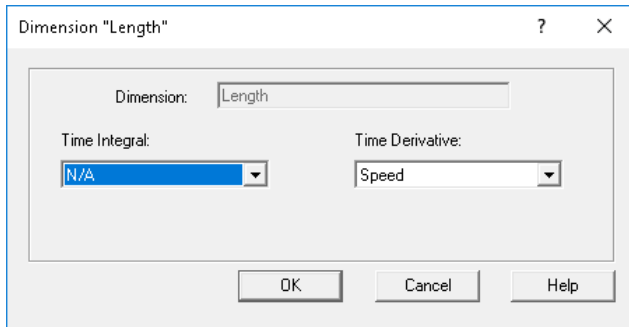 Dimension "Length"
?
Dimension: Length
Time Integral: Time Derivative:
N/A Speed
OK Cancel Help